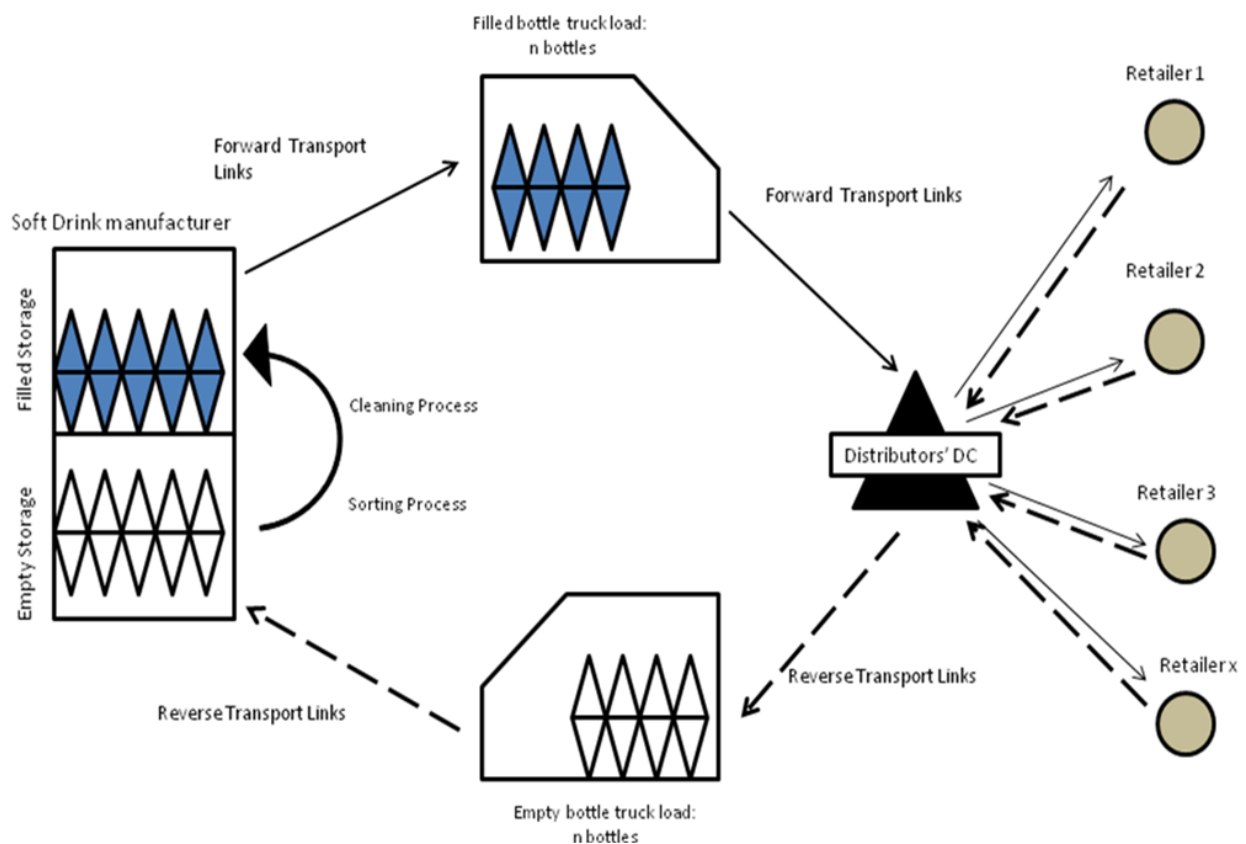 Filled bottle truck load:
n bottles
Retailer 1
Forward Transport
Links
Forward Transport Links
Soft Drink manufacturer
Retailer 2
Filled Storage
Cleaning Process
Distributors' DC
Sorting Process
Retailer 3
Empty Storage
Retailer x
Reverse Transport Links
Reverse Transport Links
Empty bottle truck load:
n bottles